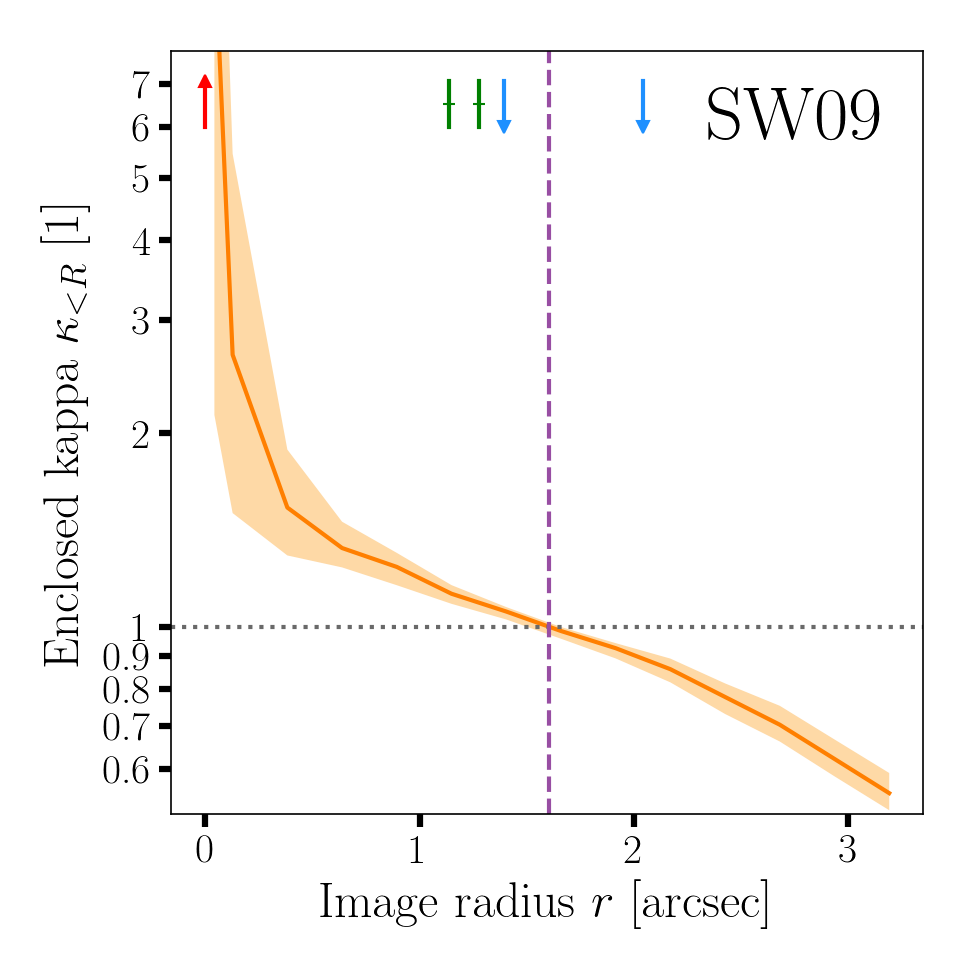 SW09
7
6
5
4
3
2
1
0.9
0.8
0.7
0.6
Enclosed kappa κ<R [1]
0 1 2 3
Image radius r [arcsec]